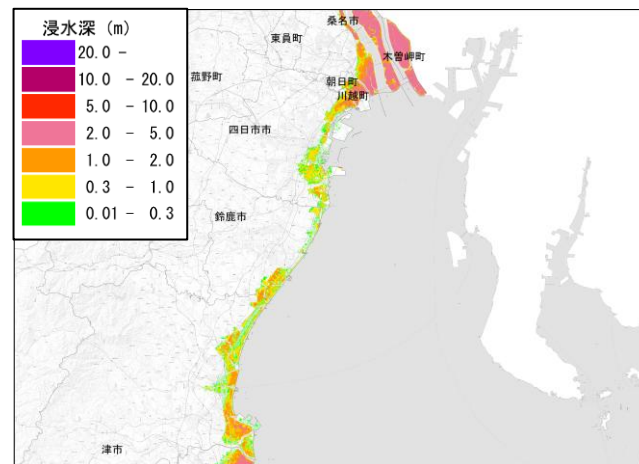 浸水深 (m)
20.0 -
10.0 - 20.0
5.0 - 10.0
2.0 - 5.0
1.0 - 2.0
0.3 - 1.0
0.01 - 0.3
桑名市
東員町
木曽岬町
菰野町
朝日町
川越町
四日市市
鈴鹿市
津市